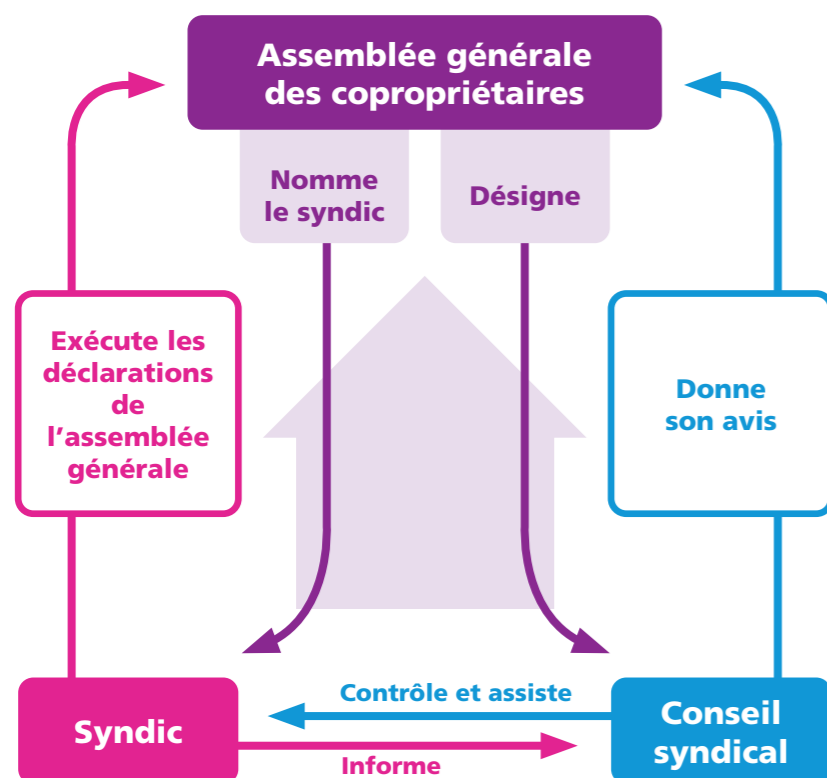 Assemblée générale
des copropriétaires
Nomme
le syndic
Désigne
Exécute les
déclarations
de
l’assemblée
générale
Donne
son avis
Contrôle et assiste
Syndic
Informe
Conseil
syndical